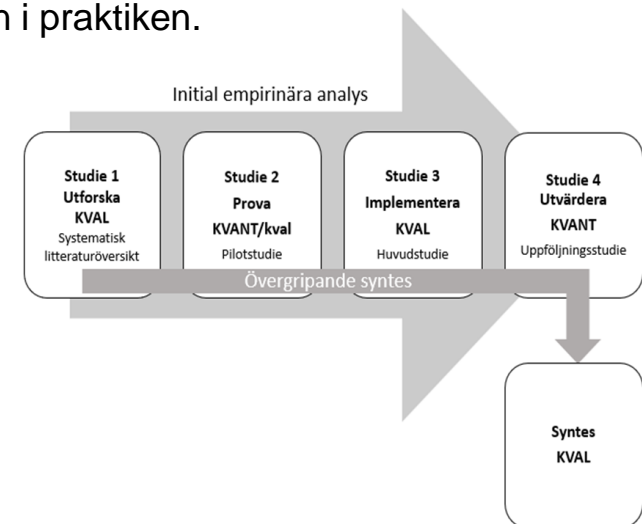 n i praktiken.
Initial empirinära analys
Studie 1
Utforska
KVAL
Systematisk
litteraturöversikt
Studie 2
Prova
KVANT/kval
Pilotstudie
Studie 3
Implementera
KVAL
Huvudstudie
Studie 4
Utvärdera
KVANT
Uppföljningsstudie
Övergripande syntes
Syntes
KVAL